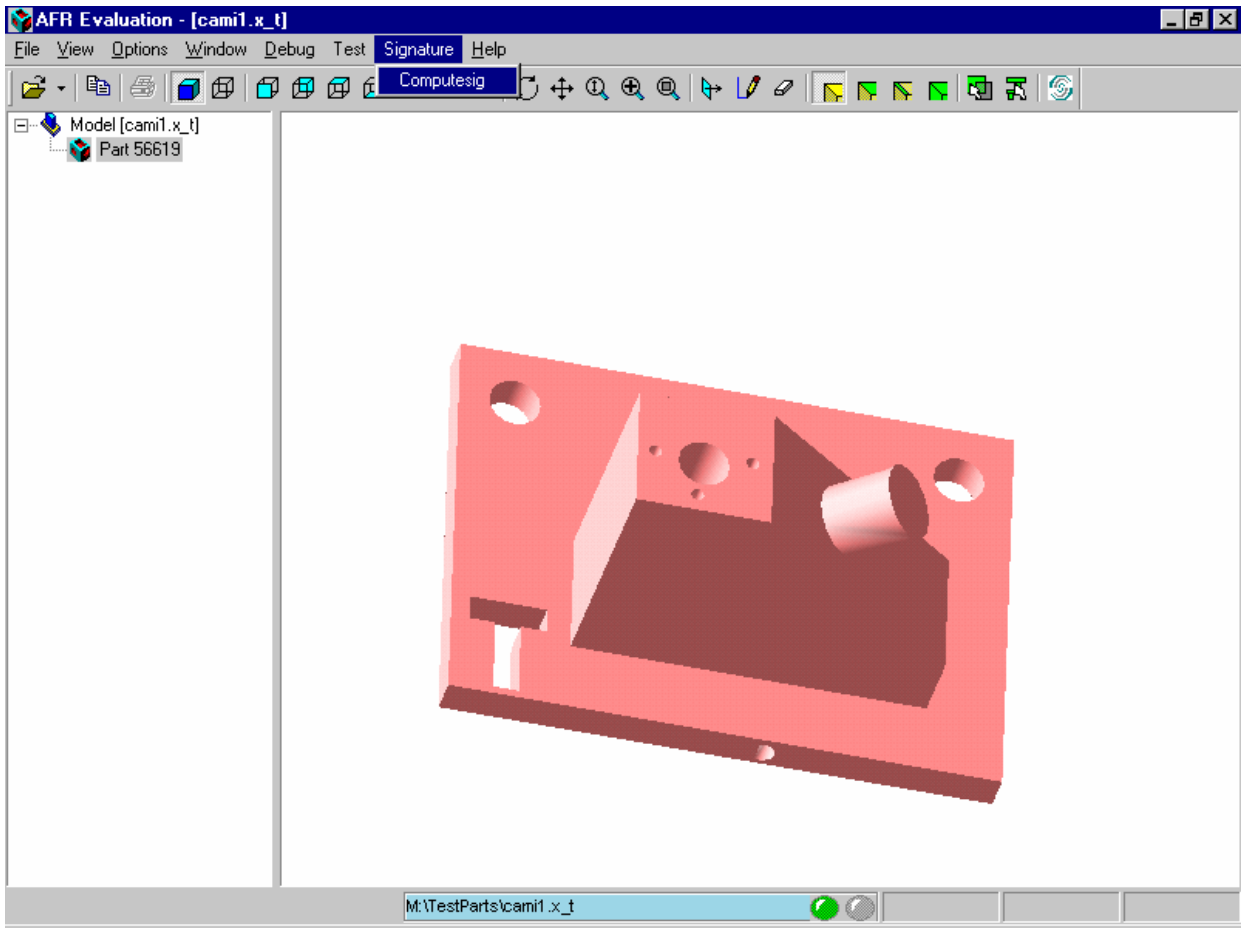 AFR Evaluation - [cami1.x_t]
File View Options Window Debug Test Signature Help
Computesig
Model [cami1.x_t]
Part 56619
M:\TestParts\cami1.x_t